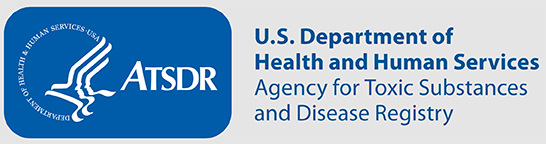 DEPARTMENT OF HEALTH & HUMAN SERVICES • USA
ATSDR
U.S. Department of
Health and Human Services
Agency for Toxic Substances
and Disease Registry